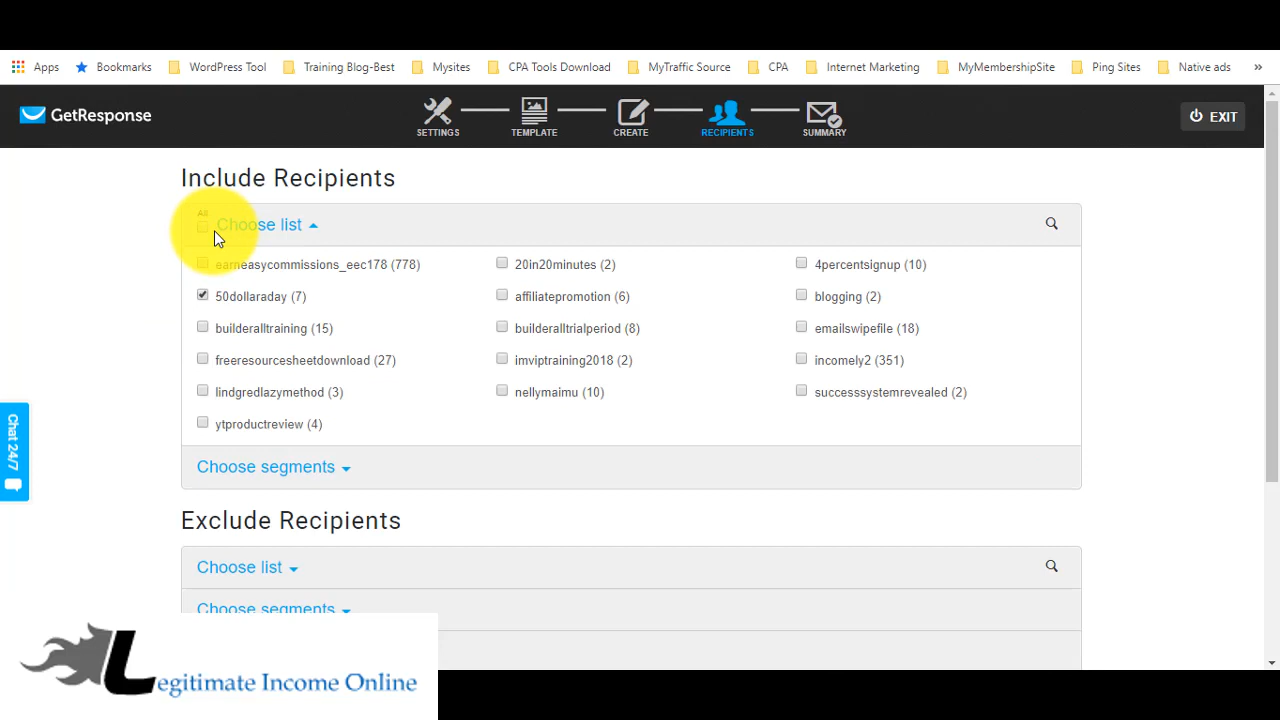 Apps Bookmarks WordPress Tool Training Blog-Best Mysites CPA Tools Download MyTraffic Source CPA Internet Marketing MyMembershipSite Ping Sites Native ads »
GetResponse SETTINGS TEMPLATE CREATE RECIPIENTS SUMMARY EXIT
Include Recipients
All
Choose list
earneasycommissions_eec178 (778) 20in20minutes (2) 4percentsignup (10)
50dollaraday (7) affiliatepromotion (6) blogging (2)
builderalltraining (15) builderalltrialperiod (8) emailswipefile (18)
freeresourcesheetdownload (27) imviptraining2018 (2) incomely2 (351)
lindgredlazymethod (3) nellymaimu (10) successsystemrevealed (2)
ytproductreview (4)
Choose segments
Chat 24/7
Exclude Recipients
Choose list
Choose segments
Legitimate Income Online